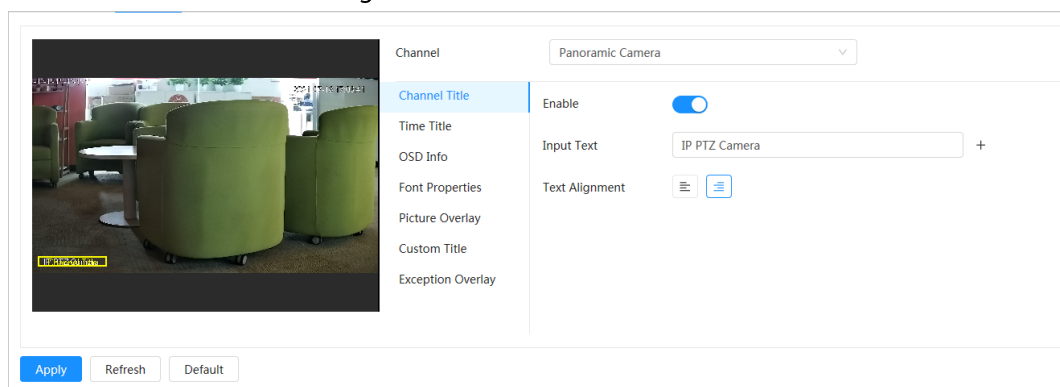 Channel
Panoramic Camera
Channel Title
Enable
Time Title
Input Text
IP PTZ Camera
+
OSD Info
Font Properties
Text Alignment
Picture Overlay
Custom Title
Exception Overlay
Apply
Refresh
Default